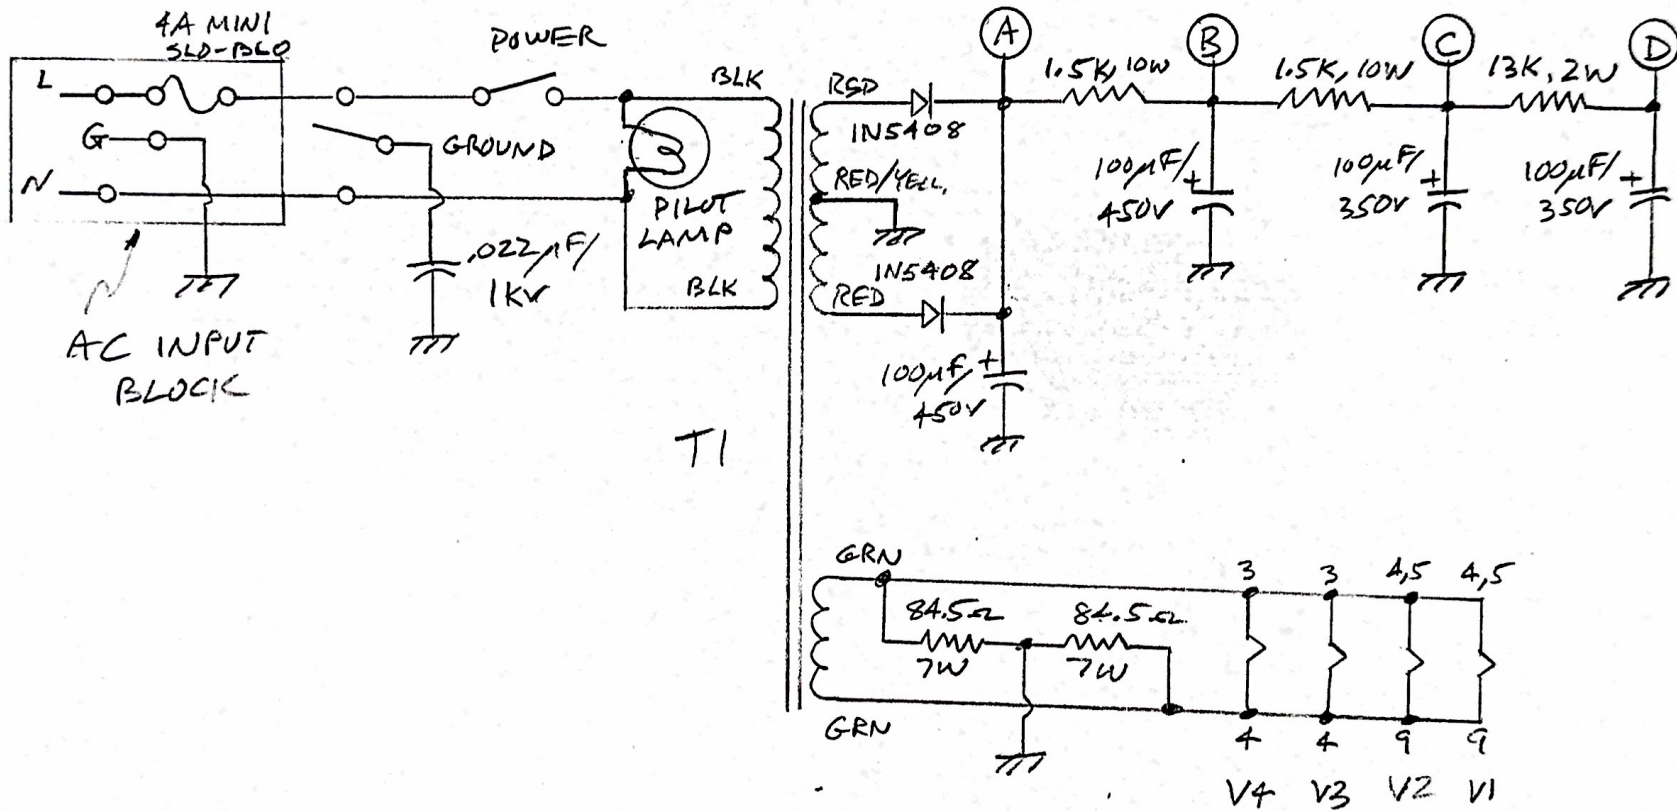 4A MINI
SLO-BLO
POWER
A
B
C
D
L
BLK
RED
1.5K, 10W
1.5K, 10W
13K, 2W
1N5408
G
GROUND
100µF/
450V
+
100µF/
350V
+
100µF/
350V
+
N
RED/YELL.
PILOT
LAMP
.022µF/
1KV
1N5408
BLK
RED
AC INPUT
BLOCK
100µF/
450V
+
T1
GRN
3
3
4,5
4,5
84.5Ω
7W
84.5Ω
7W
GRN
4
4
9
9
V4
V3
V2
V1